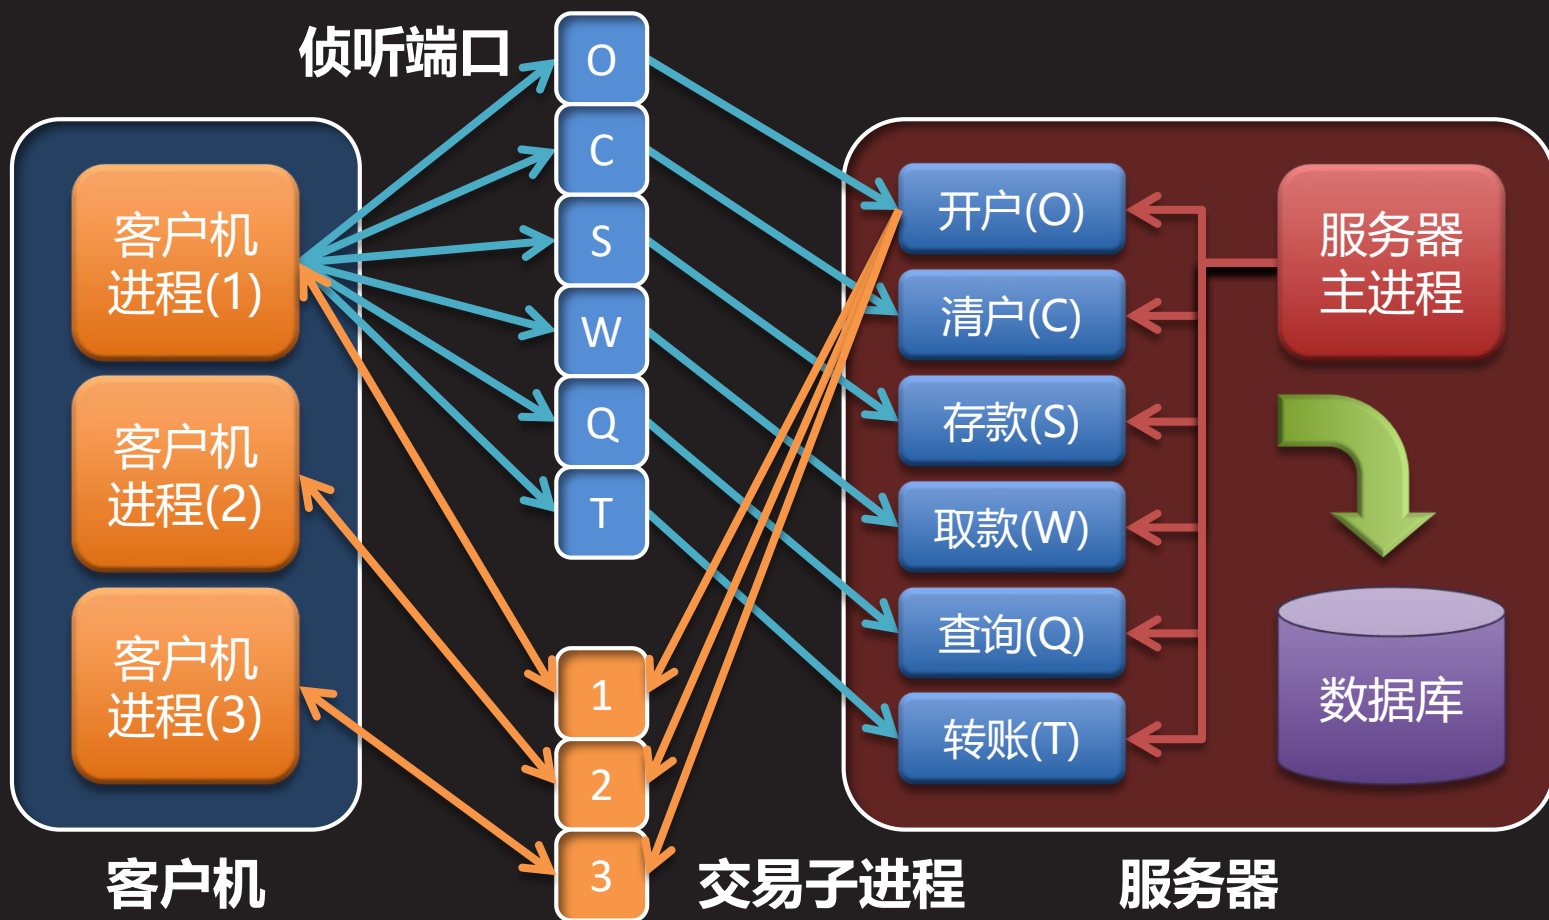 侦听端口
O
C
S
W
Q
T
1
2
3
客户机
进程(1)
客户机
进程(2)
客户机
进程(3)
客户机
开户(O)
清户(C)
存款(S)
取款(W)
查询(Q)
转账(T)
服务器
主进程
数据库
交易子进程
服务器